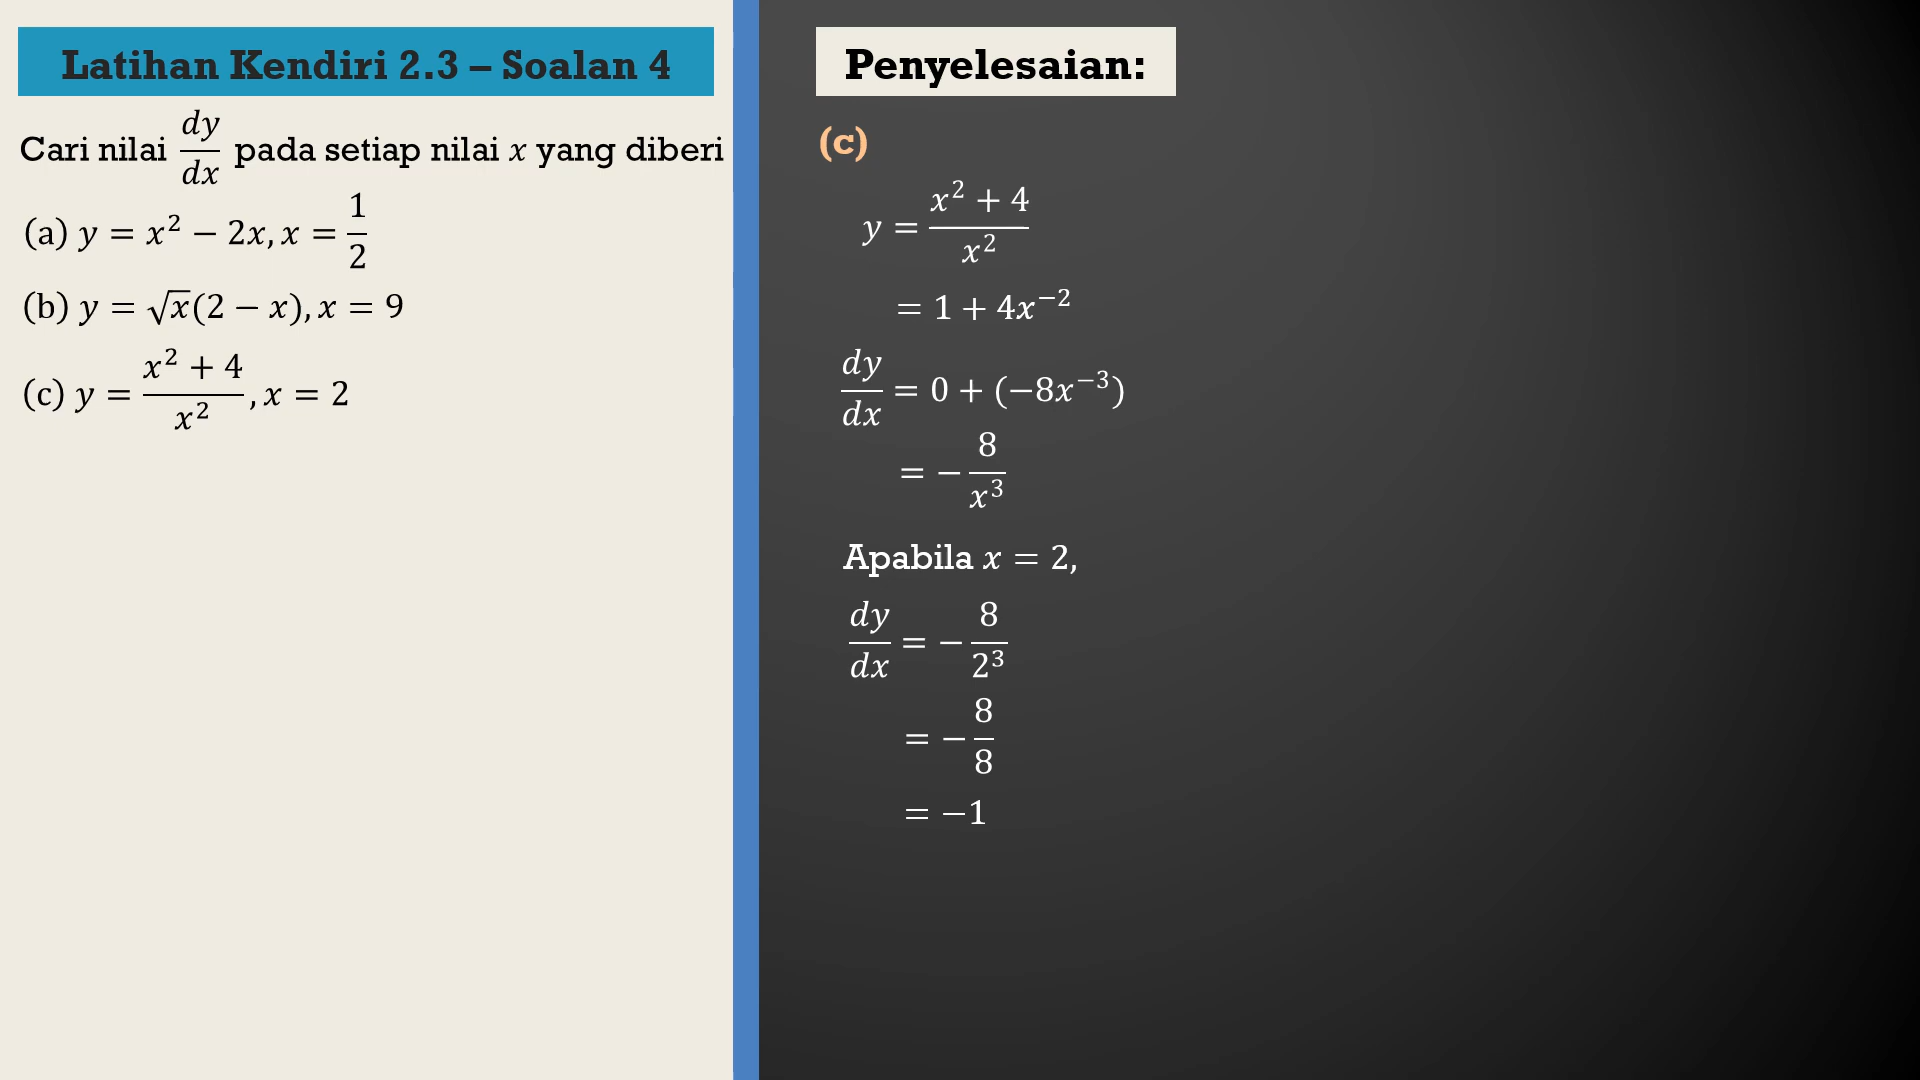 Latihan Kendiri 2.3 – Soalan 4
Cari nilai dy/dx pada setiap nilai x yang diberi
(a) y = x² − 2x, x = 1/2
(b) y = √x(2 − x), x = 9
(c) y = (x² + 4)/x², x = 2
Penyelesaian:
(c)
y = (x² + 4)/x²
= 1 + 4x⁻²
dy/dx = 0 + (−8x⁻³)
= −8/x³
Apabila x = 2,
dy/dx = −8/2³
= −8/8
= −1